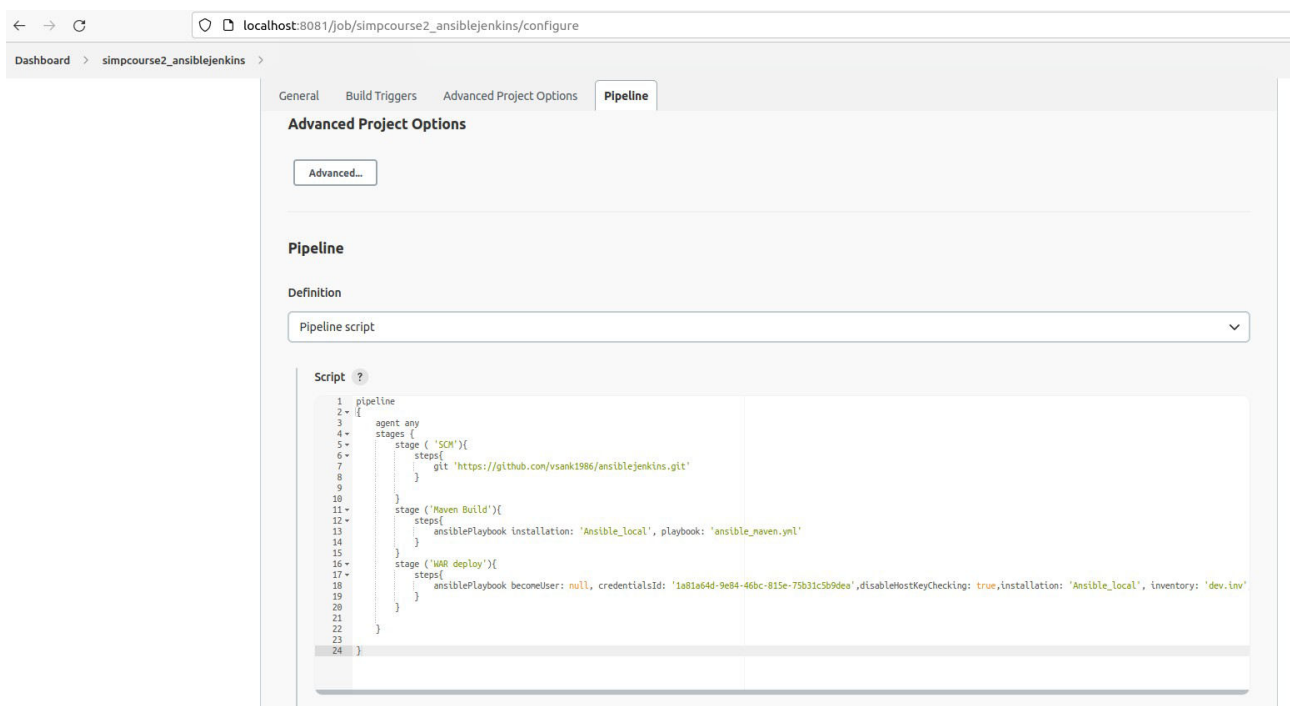 localhost:8081/job/simpcourse2_ansiblejenkins/configure
Dashboard > simpcourse2_ansiblejenkins >
General Build Triggers Advanced Project Options Pipeline
Advanced Project Options
Advanced...
Pipeline
Definition
Pipeline script
Script ?
1 pipeline
2 {
3 agent any
4 stages {
5 stage ( 'SCM'){
6 steps{
7 git 'https://github.com/vsank1986/ansiblejenkins.git'
8 }
9
10 }
11 stage ('Maven Build'){
12 steps{
13 ansiblePlaybook installation: 'Ansible_local', playbook: 'ansible_maven.yml'
14 }
15 }
16 stage ('WAR deploy'){
17 steps{
18 ansiblePlaybook becomeUser: null, credentialsId: '1a81a64d-9e84-46bc-815e-75b31c5b9dea',disableHostKeyChecking: true,installation: 'Ansible_local', inventory: 'dev.inv'
19 }
20 }
21
22 }
23
24 }